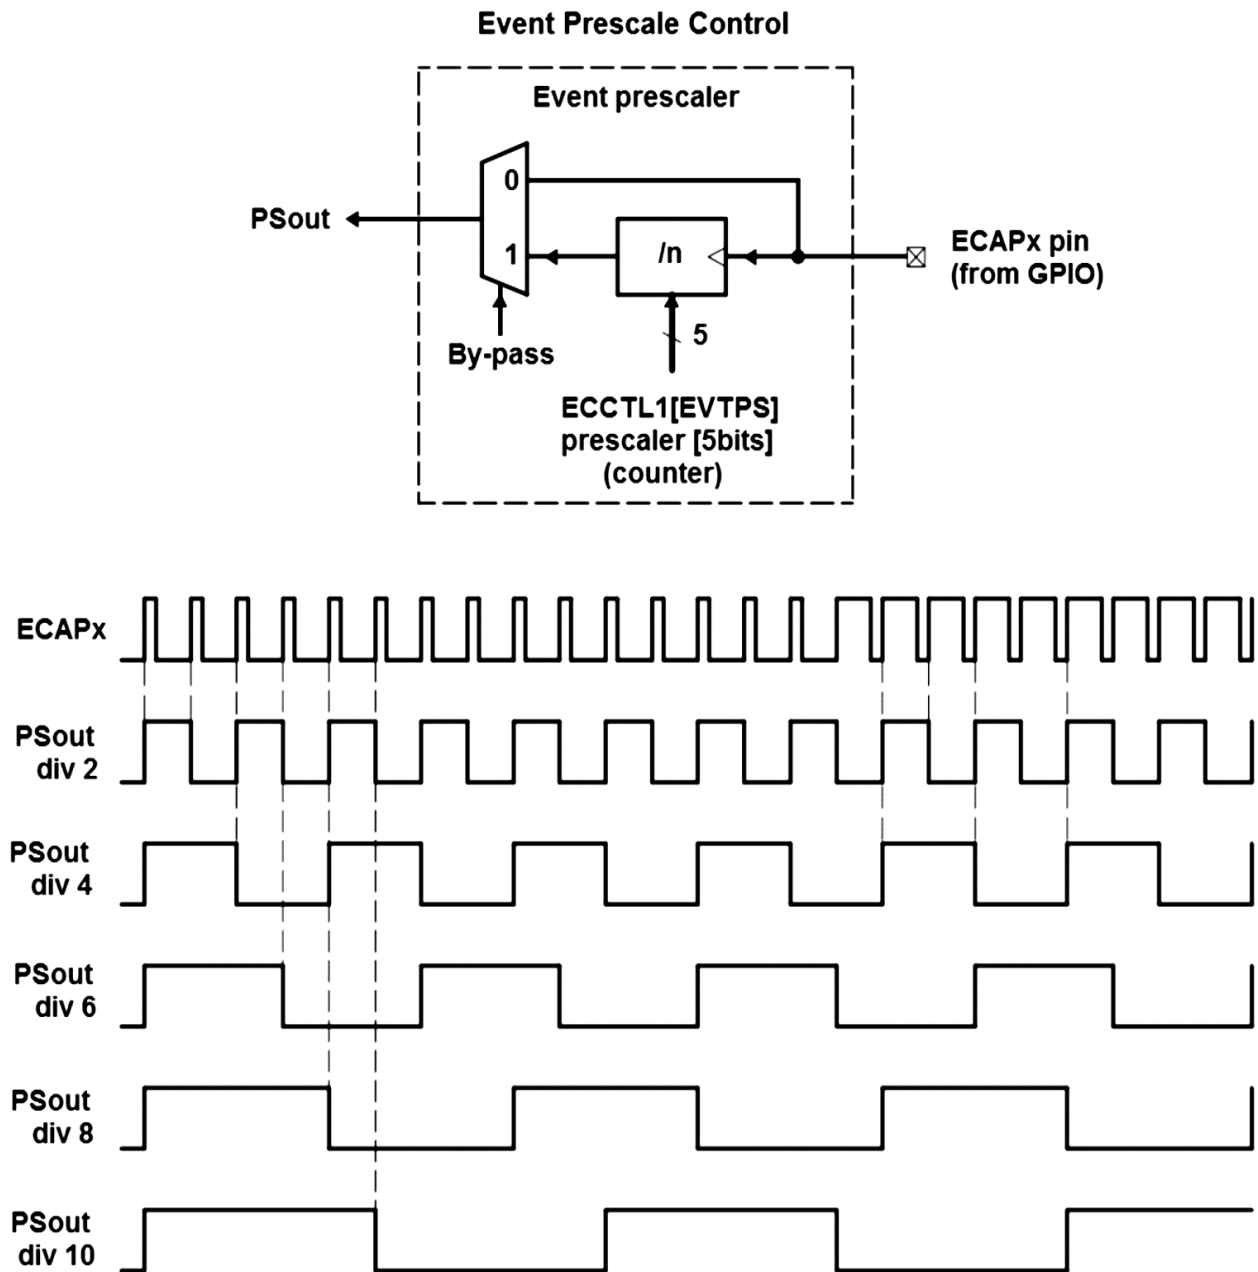 Event Prescale Control
Event prescaler
0
PSout
1
/n
ECAPx pin
(from GPIO)
5
By-pass
ECCTL1[EVTPS]
prescaler [5bits]
(counter)
ECAPx
PSout
div 2
PSout
div 4
PSout
div 6
PSout
div 8
PSout
div 10